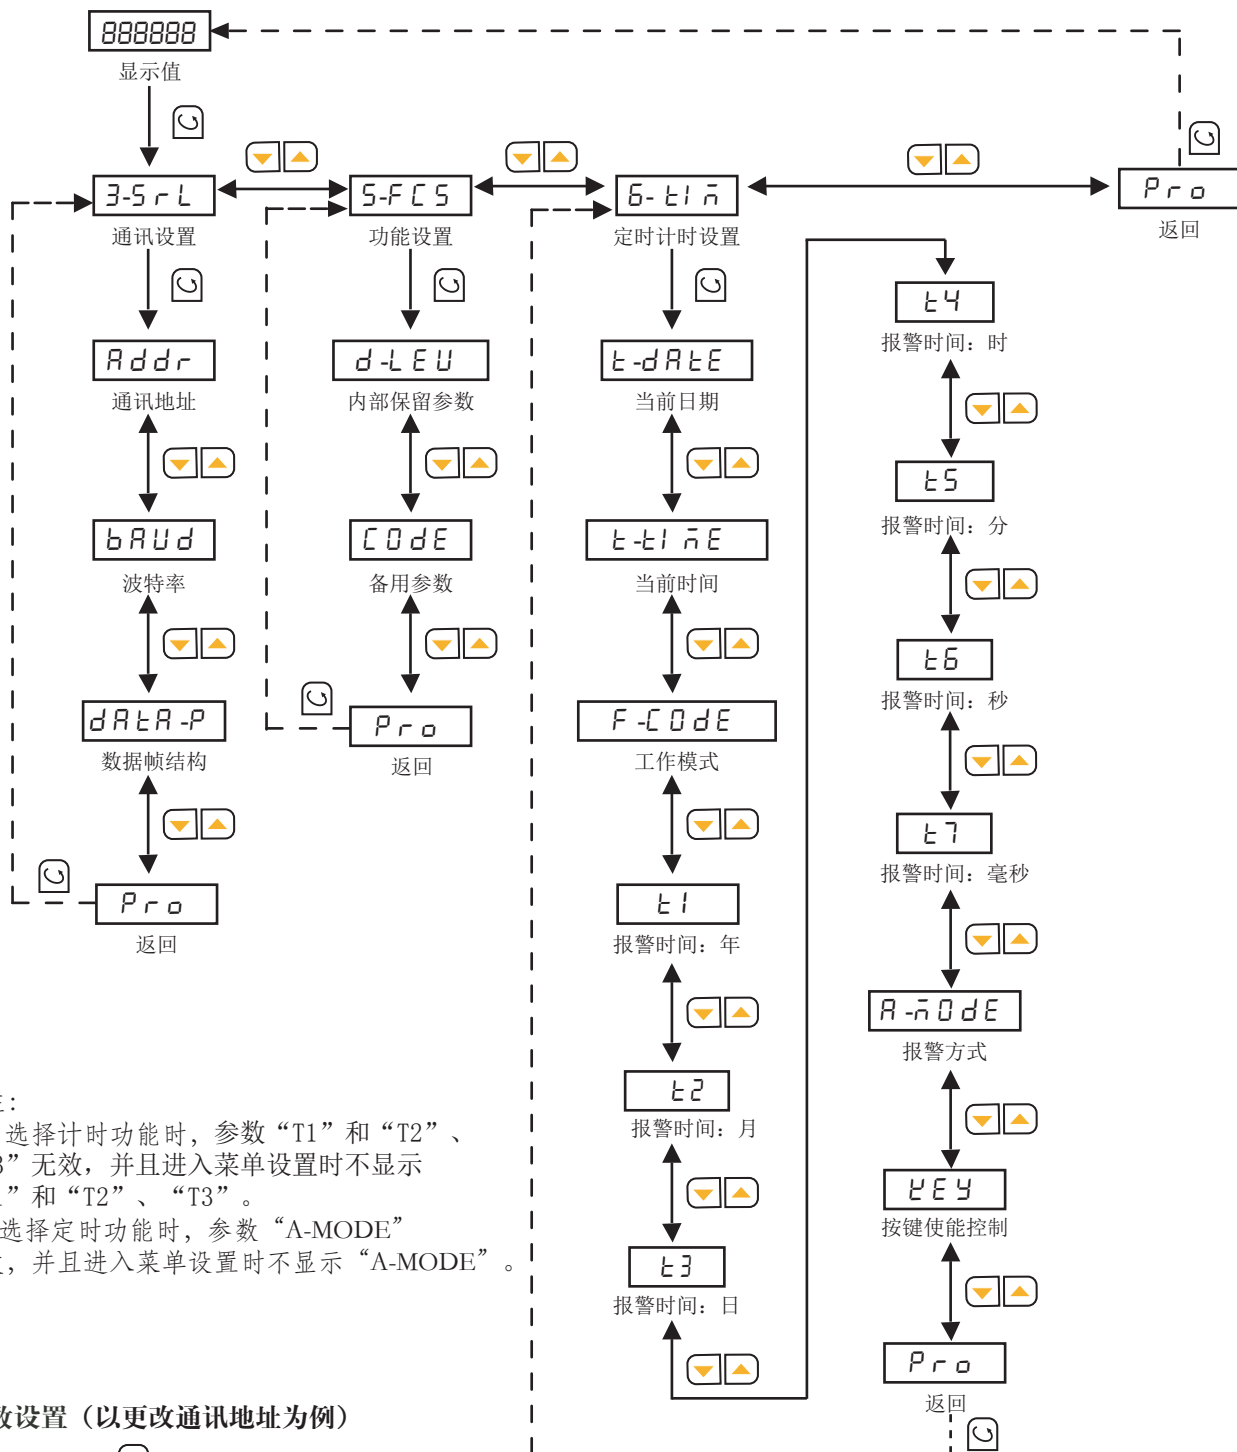 888888
显示值
3-SrL
通讯设置
5-FCS
功能设置
6-tIM
定时计时设置
Pro
返回
Addr
通讯地址
bAUd
波特率
dAtA-P
数据帧结构
Pro
返回
d-LEU
内部保留参数
CODE
备用参数
Pro
返回
t-dAtE
当前日期
t-tIME
当前时间
F-COdE
工作模式
t1
报警时间：年
t2
报警时间：月
t3
报警时间：日
t4
报警时间：时
t5
报警时间：分
t6
报警时间：秒
t7
报警时间：毫秒
A-MOdE
报警方式
KEY
按键使能控制
Pro
返回
：
选择计时功能时，参数“T1”和“T2”、
”无效，并且进入菜单设置时不显示
”和“T2”、“T3”。
选择定时功能时，参数“A-MODE”
，并且进入菜单设置时不显示“A-MODE”。
设置（以更改通讯地址为例）